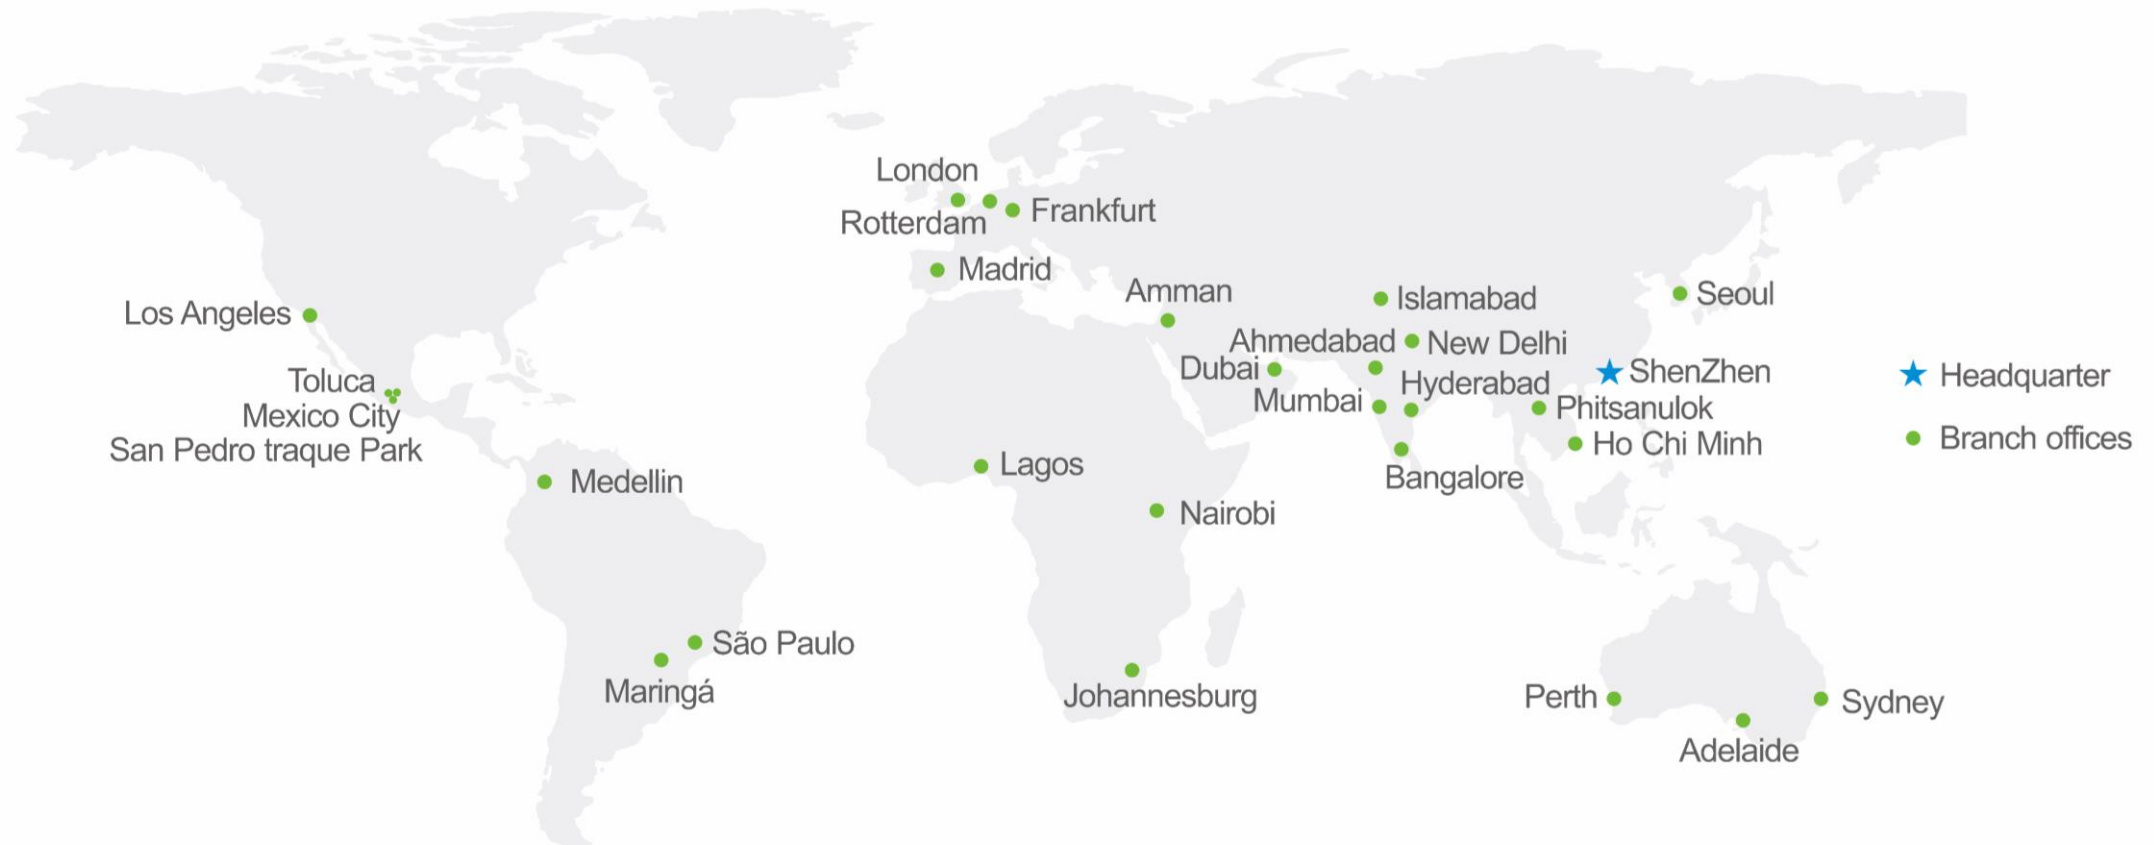 London
Rotterdam
Frankfurt
Madrid
Amman
Islamabad
Seoul
Los Angeles
Ahmedabad
New Delhi
Dubai
ShenZhen
Headquarter
Toluca
Hyderabad
Mexico City
Mumbai
Phitsanulok
San Pedro traque Park
Ho Chi Minh
Branch offices
Medellin
Lagos
Bangalore
Nairobi
São Paulo
Maringá
Johannesburg
Perth
Sydney
Adelaide